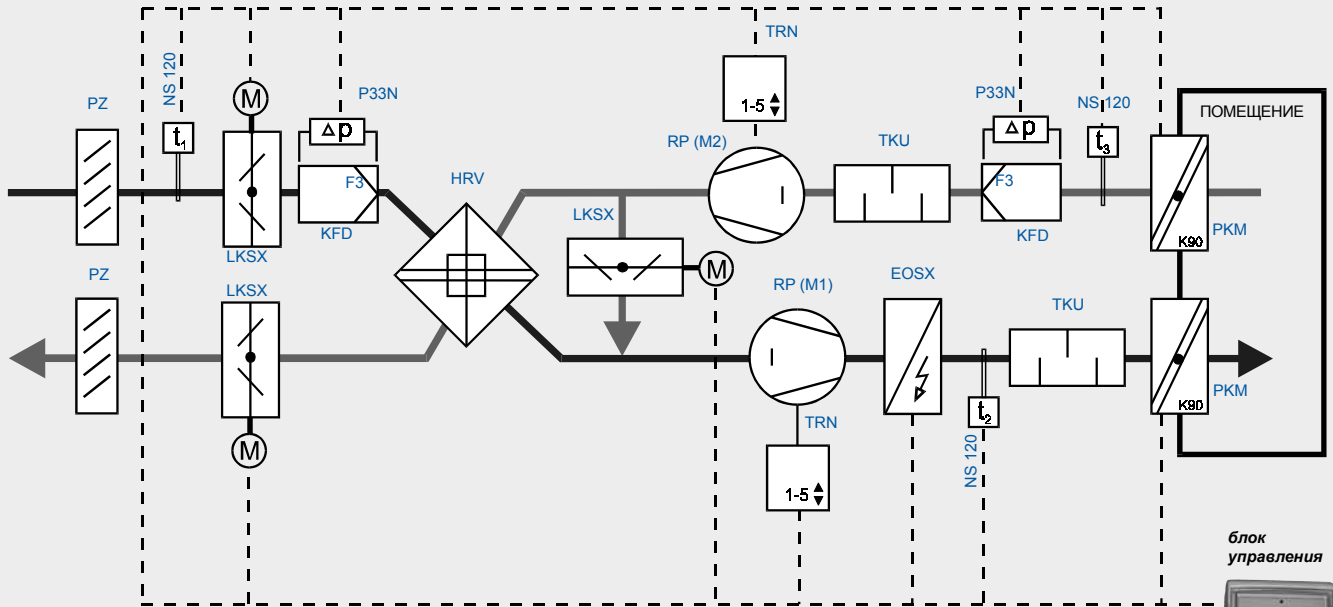 TRN
NS 120
PZ
M
P33N
Δp
1-5
P33N
Δp
NS 120
ПОМЕЩЕНИЕ
t1
RP (M2)
TKU
t3
F3
HRV
F3
LKSX
KFD
LKSX
KFD
K90
PKM
PZ
LKSX
M
RP (M1)
EOSX
TKU
PKM
K90
t2
TRN
M
NS 120
1-5
блок
управления